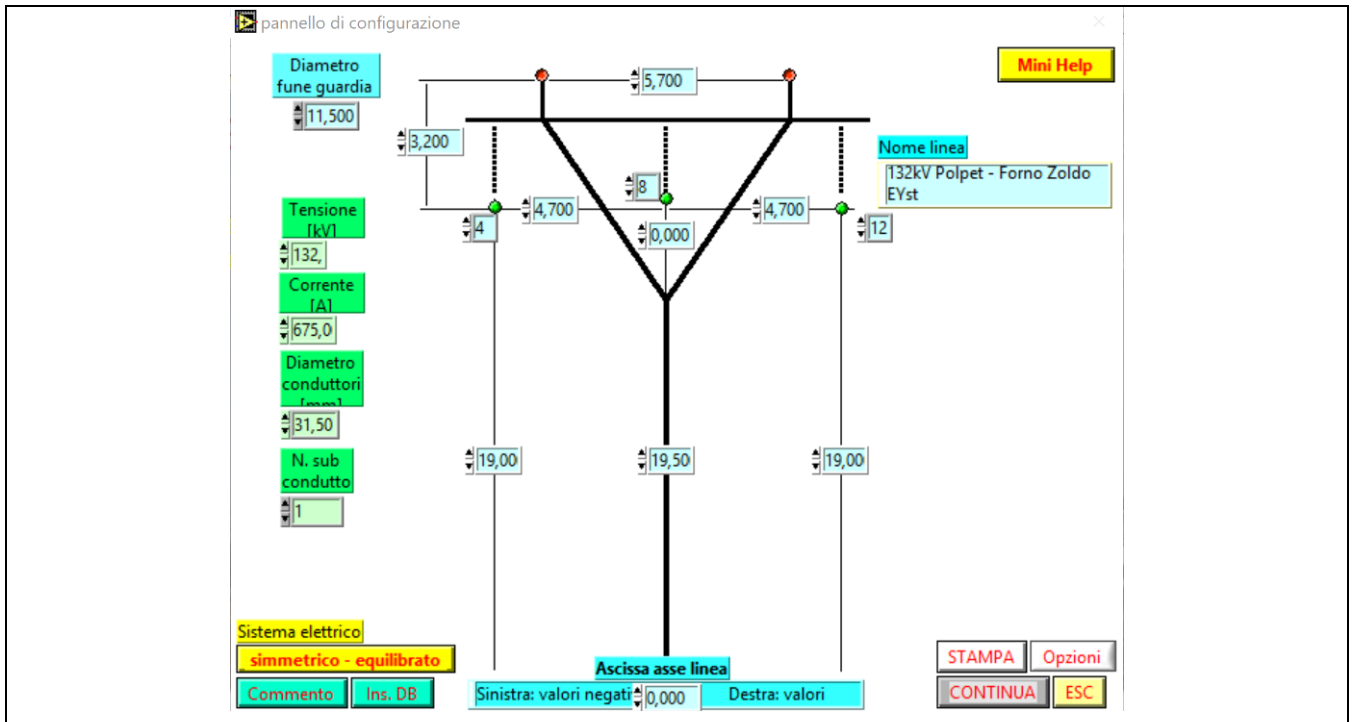 pannello di configurazione
Diametro
fune guardia
11,500
5,700
Mini Help
3,200
Nome linea
132kV Polpet - Forno Zoldo
EYst
8
Tensione
[kV]
132,
4
4,700
0,000
4,700
12
Corrente
[A]
675,0
Diametro
conduttori
[mm]
31,50
N. sub
condutto
1
19,00
19,50
19,00
Sistema elettrico
simmetrico - equilibrato
Commento
Ins. DB
Ascissa asse linea
Sinistra: valori negati
0,000
Destra: valori
STAMPA
Opzioni
CONTINUA
ESC